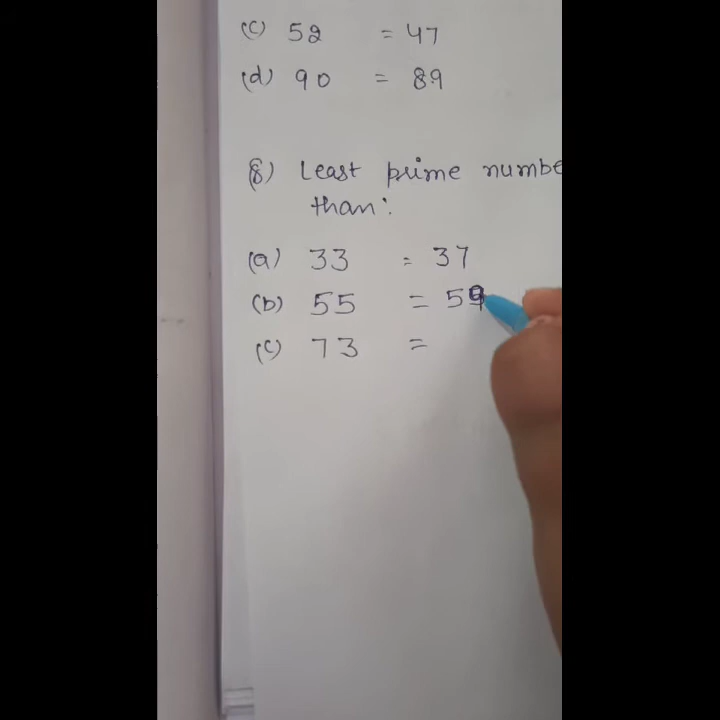 (c) 52 = 47
(d) 90 = 89
(8) Least prime numbe
than:
(a) 33 = 37
(b) 55 = 59
(c) 73 =